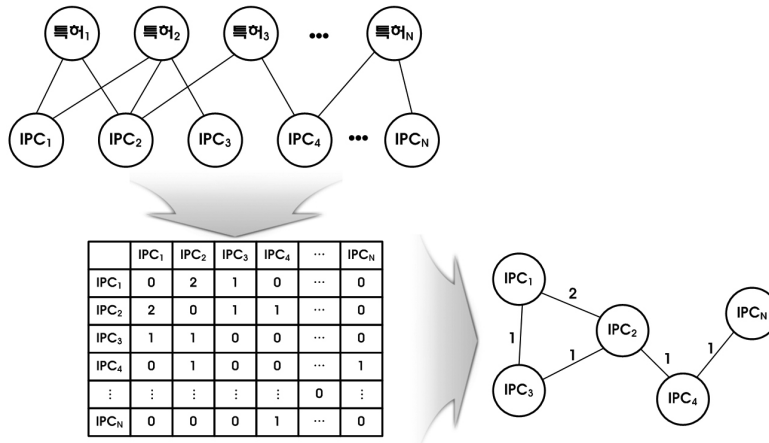 특허₁ 특허₂ 특허₃ ••• 특허N
IPC₁ IPC₂ IPC₃ IPC₄ ••• IPCN
IPC₁ IPC₂ IPC₃ IPC₄ ⋯ IPCN
IPC₁ 0 2 1 0 ⋯ 0
IPC₂ 2 0 1 1 ⋯ 0
IPC₃ 1 1 0 0 ⋯ 0
IPC₄ 0 1 0 0 ⋯ 1
⋮ ⋮ ⋮ ⋮ ⋮ 0 ⋮
IPCN 0 0 0 1 ⋯ 0
IPC₁
2
IPCN
1
IPC₂
1
1
1
IPC₃
IPC₄